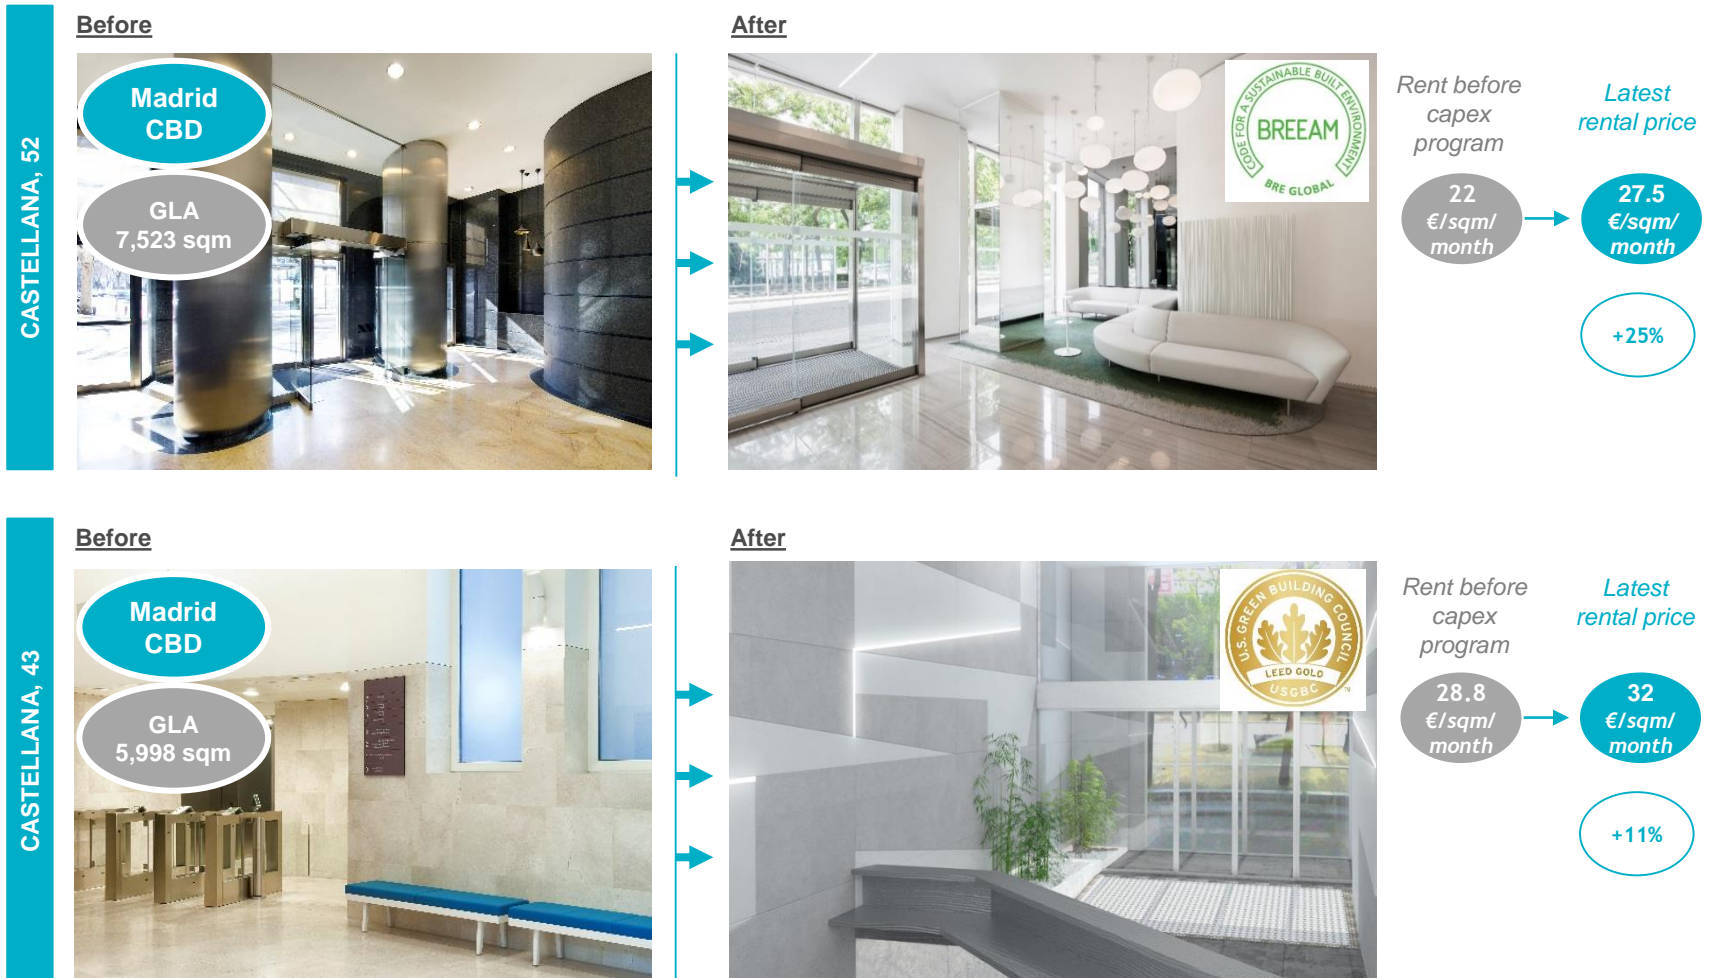 CASTELLANA, 52
Before
Madrid
CBD
GLA
7,523 sqm
After
CODE FOR A SUSTAINABLE BUILT ENVIRONMENT
BREEAM
BRE GLOBAL
Rent before
capex
program
22
€/sqm/
month
Latest
rental price
27.5
€/sqm/
month
+25%
CASTELLANA, 43
Before
Madrid
CBD
GLA
5,998 sqm
After
U.S. GREEN BUILDING COUNCIL
LEED GOLD
USGBC
TM
Rent before
capex
program
28.8
€/sqm/
month
Latest
rental price
32
€/sqm/
month
+11%